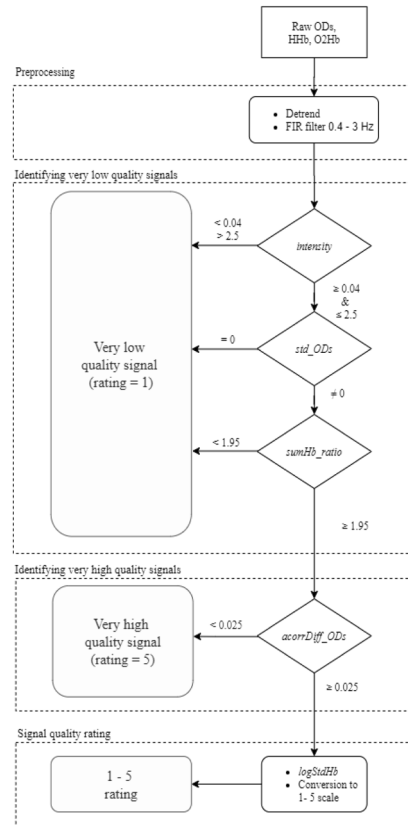 Raw ODs,
HHb, O2Hb
Preprocessing
• Detrend
• FIR filter 0.4 - 3 Hz
Identifying very low quality signals
< 0.04
> 2.5
intensity
≥ 0.04
&
≤ 2.5
Very low
quality signal
(rating = 1)
= 0
std_ODs
≠ 0
< 1.95
sumHb_ratio
≥ 1.95
Identifying very high quality signals
Very high
quality signal
(rating = 5)
< 0.025
acorrDiff_ODs
≥ 0.025
Signal quality rating
1 - 5
rating
• logStdHb
• Conversion to
1- 5 scale